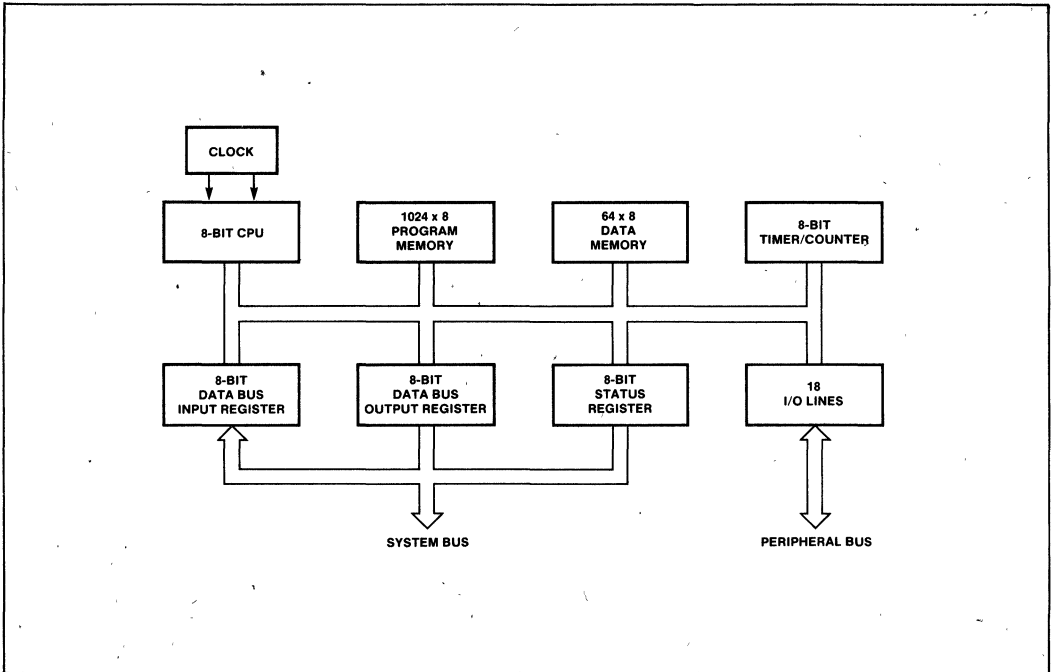 CLOCK
8-BIT CPU
1024 x 8
PROGRAM
MEMORY
64 x 8
DATA
MEMORY
8-BIT
TIMER/COUNTER
8-BIT
DATA BUS
INPUT REGISTER
8-BIT
DATA BUS
OUTPUT REGISTER
8-BIT
STATUS
REGISTER
18
I/O LINES
SYSTEM BUS
PERIPHERAL BUS